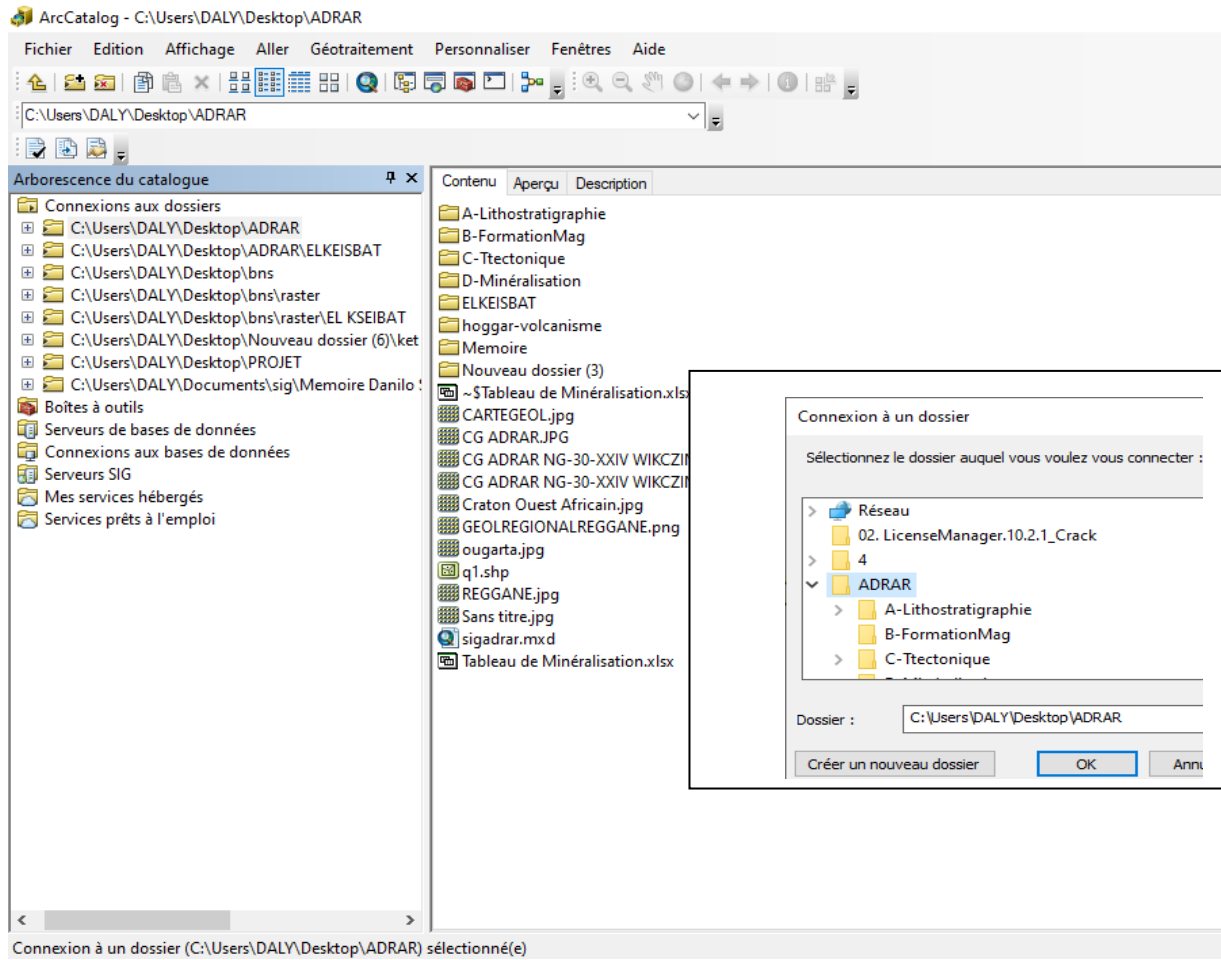 ArcCatalog - C:\Users\DALY\Desktop\ADRAR
Fichier Edition Affichage Aller Géotraitement Personnaliser Fenêtres Aide
C:\Users\DALY\Desktop\ADRAR
Arborescence du catalogue
Connexions aux dossiers
C:\Users\DALY\Desktop\ADRAR
C:\Users\DALY\Desktop\ADRAR\ELKEISBAT
C:\Users\DALY\Desktop\bns
C:\Users\DALY\Desktop\bns\raster
C:\Users\DALY\Desktop\bns\raster\EL KSEIBAT
C:\Users\DALY\Desktop\Nouveau dossier (6)\ket
C:\Users\DALY\Desktop\PROJET
C:\Users\DALY\Documents\sig\Memoire Danilo
Boîtes à outils
Serveurs de bases de données
Connexions aux bases de données
Serveurs SIG
Mes services hébergés
Services prêts à l'emploi
Contenu Aperçu Description
A-Lithostratigraphie
B-FormationMag
C-Ttectonique
D-Minéralisation
ELKEISBAT
hoggar-volcanisme
Memoire
Nouveau dossier (3)
~$Tableau de Minéralisation.xlsx
CARTEGEOL.jpg
CG ADRAR.JPG
CG ADRAR NG-30-XXIV WIKCZIN
CG ADRAR NG-30-XXIV WIKCZIN
Craton Ouest Africain.jpg
GEOLREGIONALREGGANE.png
ougarta.jpg
q1.shp
REGGANE.jpg
Sans titre.jpg
sigadrar.mxd
Tableau de Minéralisation.xlsx
Connexion à un dossier
Sélectionnez le dossier auquel vous voulez vous connecter :
Réseau
02. LicenseManager.10.2.1_Crack
4
ADRAR
A-Lithostratigraphie
B-FormationMag
C-Ttectonique
Dossier :
C:\Users\DALY\Desktop\ADRAR
Créer un nouveau dossier OK Annu
Connexion à un dossier (C:\Users\DALY\Desktop\ADRAR) sélectionné(e)